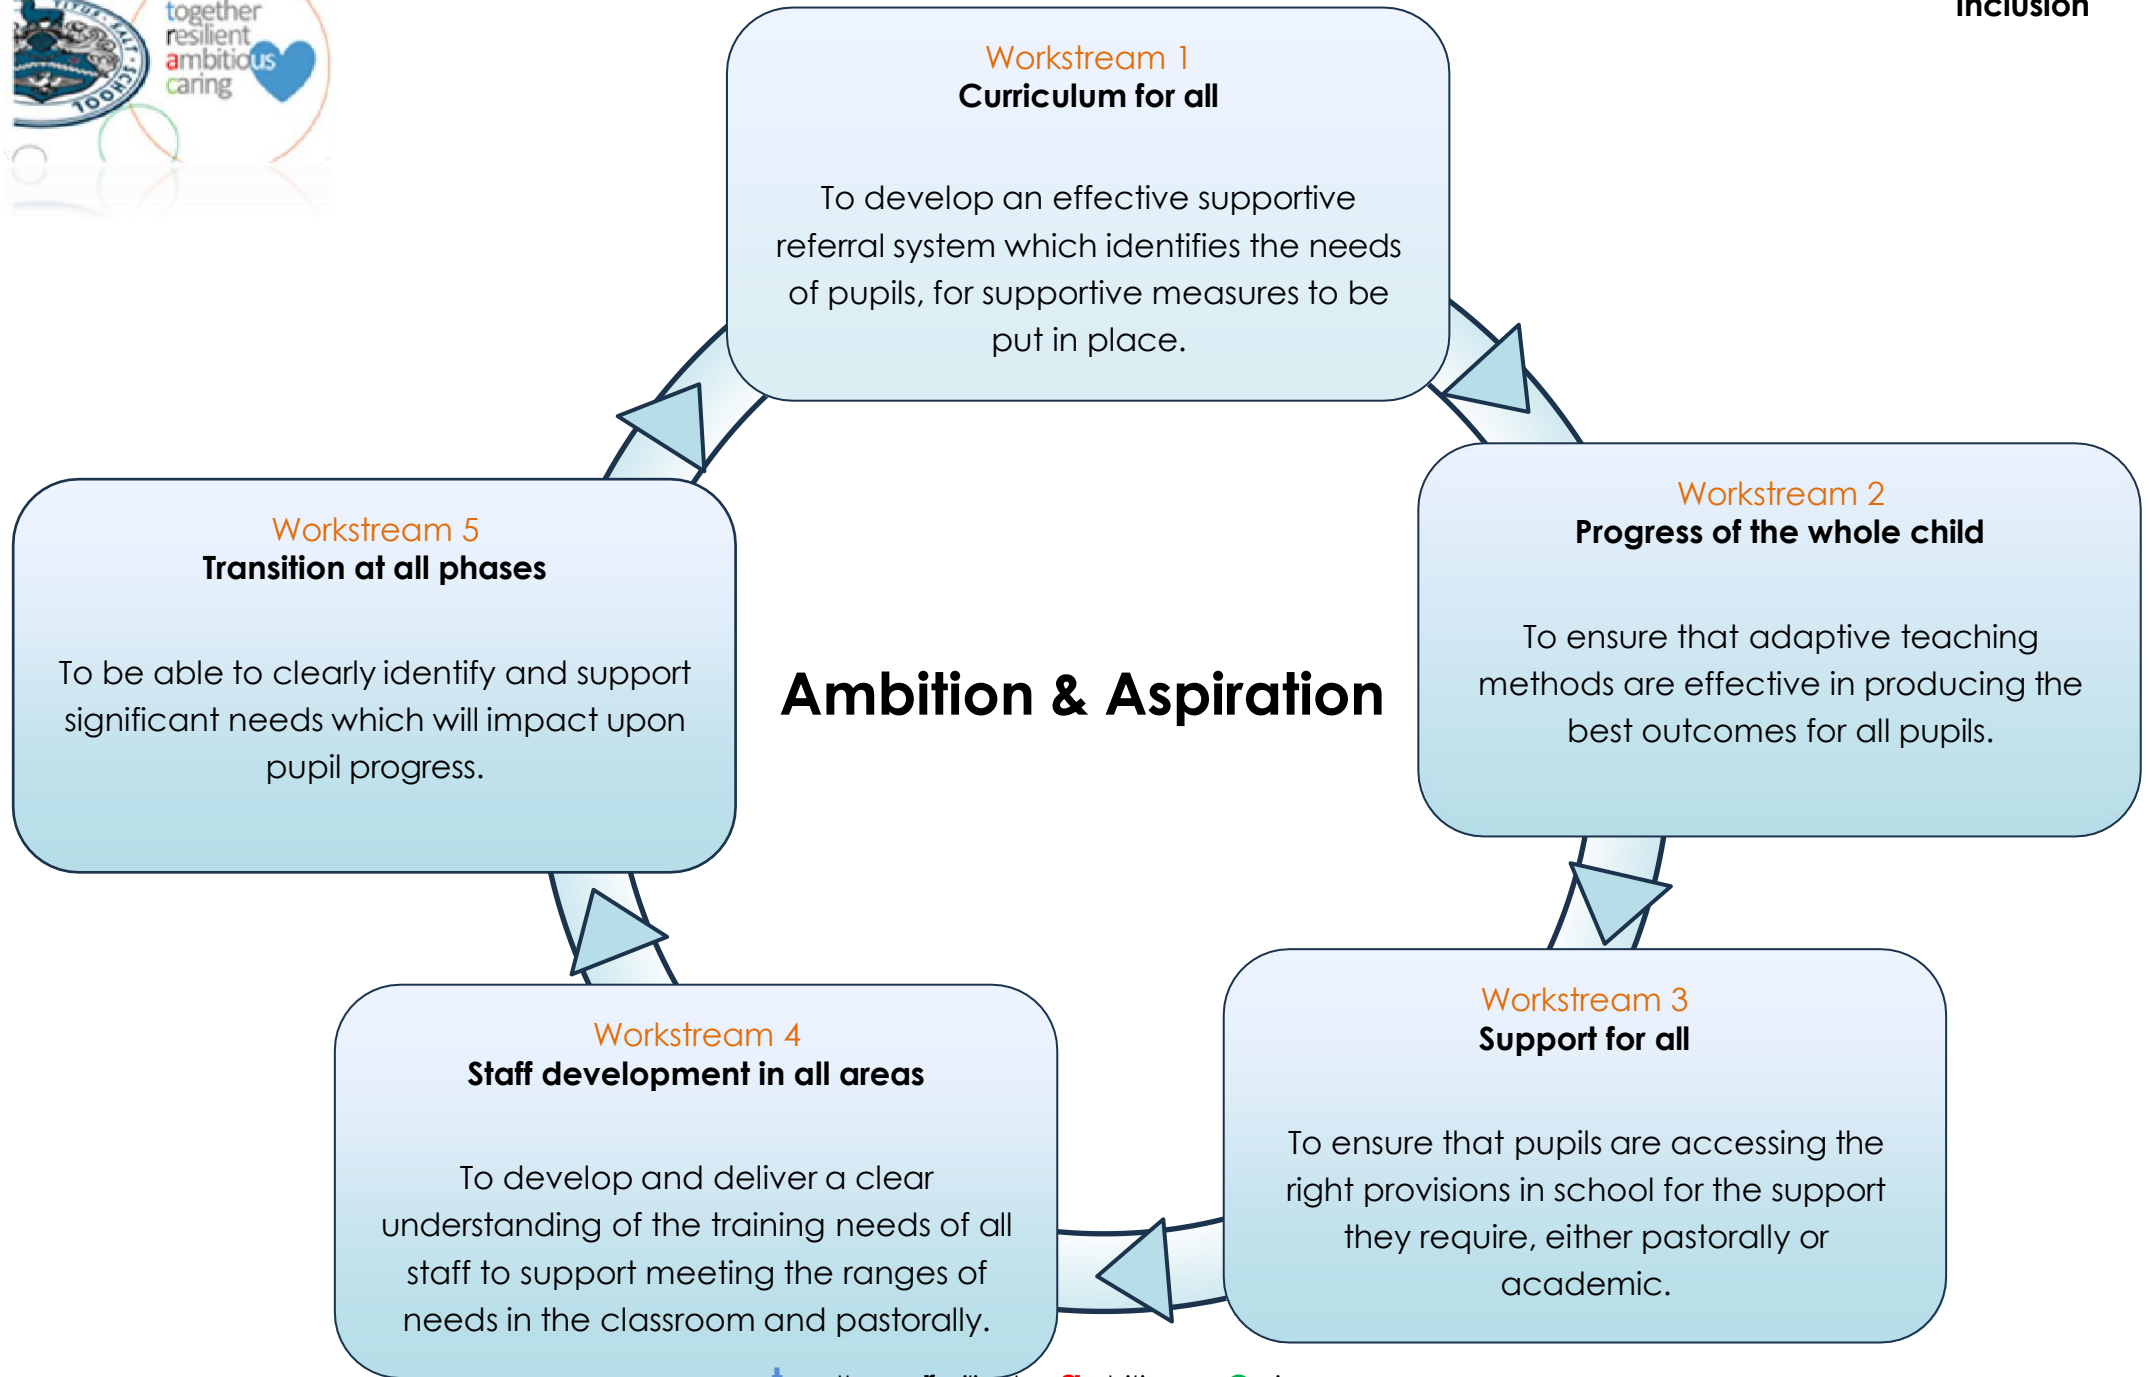 together
resilient
ambitious
caring
TITUS SALT SCHOOL
Inclusion
Workstream 1
Curriculum for all
To develop an effective supportive
referral system which identifies the needs
of pupils, for supportive measures to be
put in place.
Workstream 2
Progress of the whole child
To ensure that adaptive teaching
methods are effective in producing the
best outcomes for all pupils.
Workstream 5
Transition at all phases
To be able to clearly identify and support
significant needs which will impact upon
pupil progress.
Ambition & Aspiration
Workstream 3
Support for all
To ensure that pupils are accessing the
right provisions in school for the support
they require, either pastorally or
academic.
Workstream 4
Staff development in all areas
To develop and deliver a clear
understanding of the training needs of all
staff to support meeting the ranges of
needs in the classroom and pastorally.